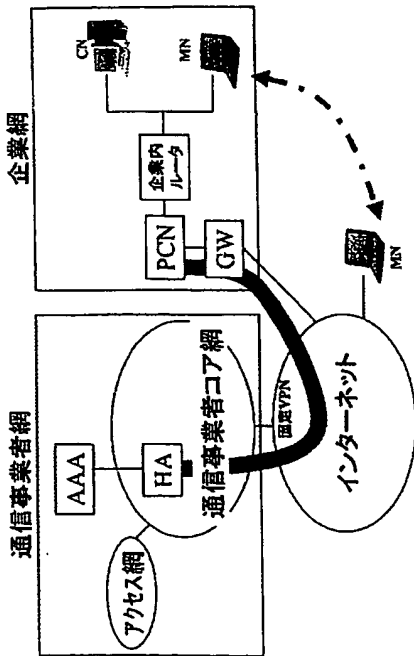 通信事業者網
AAA
HA
アクセス網
通信事業者コア網
企業網
PCN
GW
企業内
ルータ
CN
MN
固定VPN
インターネット
MN